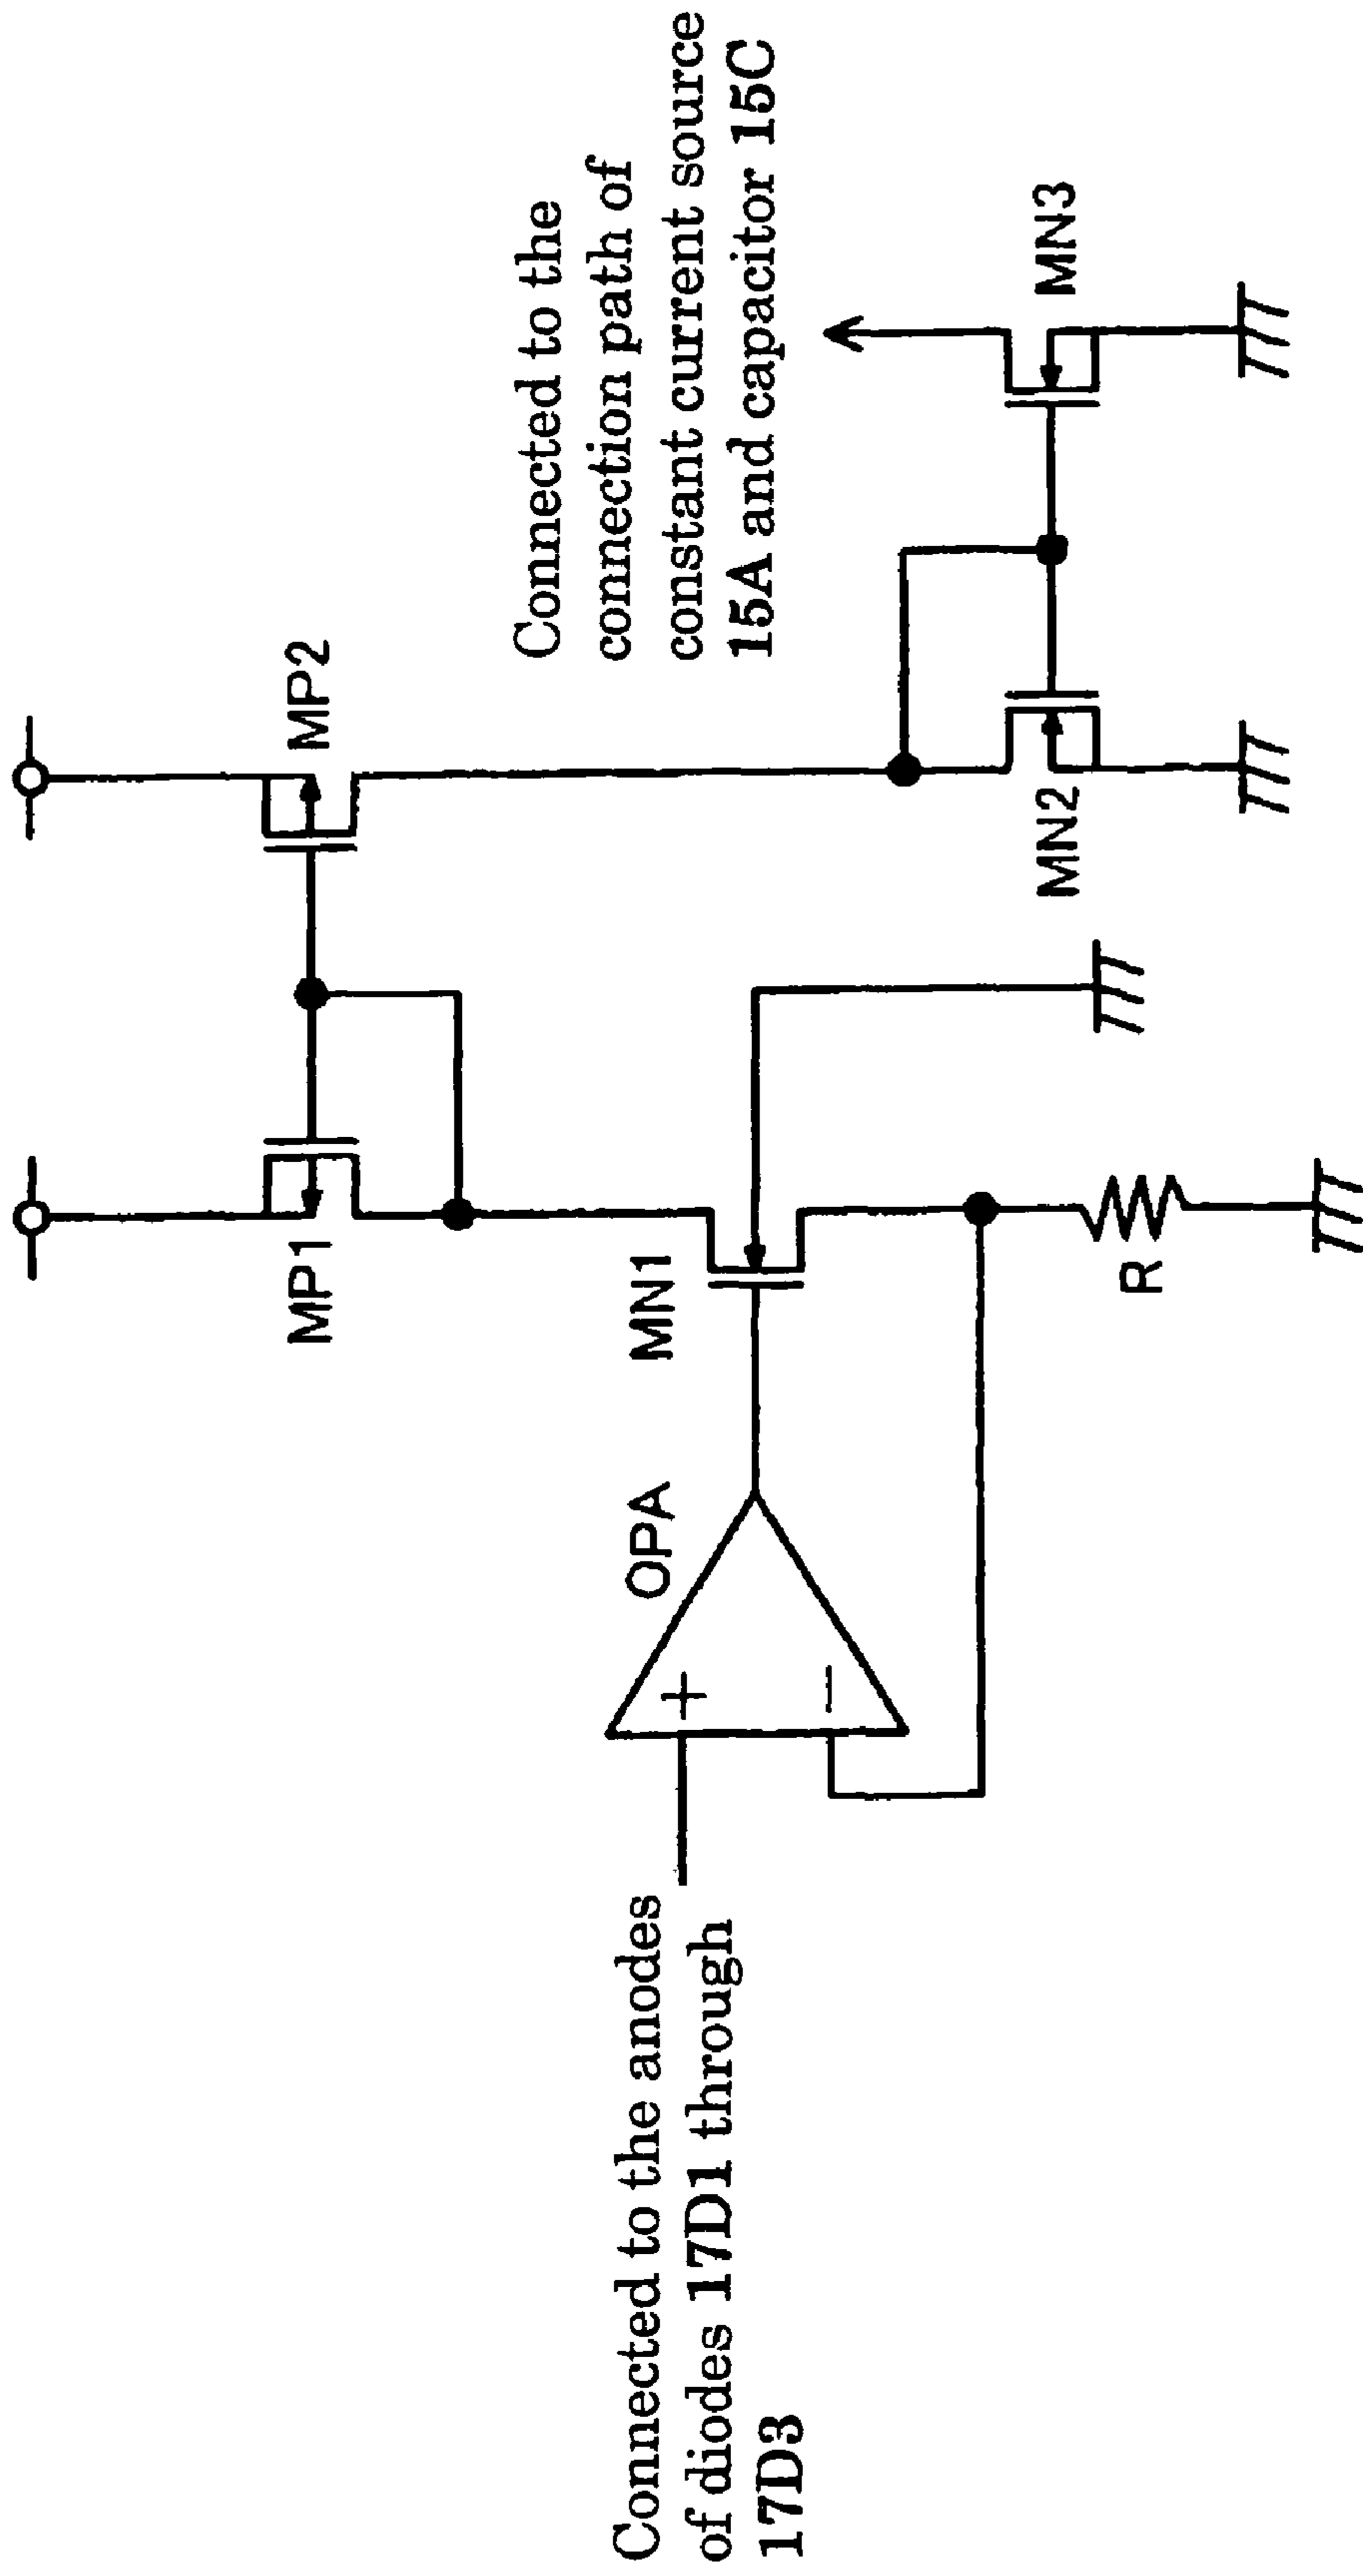 MP1
MP2
Connected to the
connection path of
constant current source
15A and capacitor 15C
OPA
MN1
+
−
Connected to the anodes
of diodes 17D1 through
17D3
R
MN2
MN3